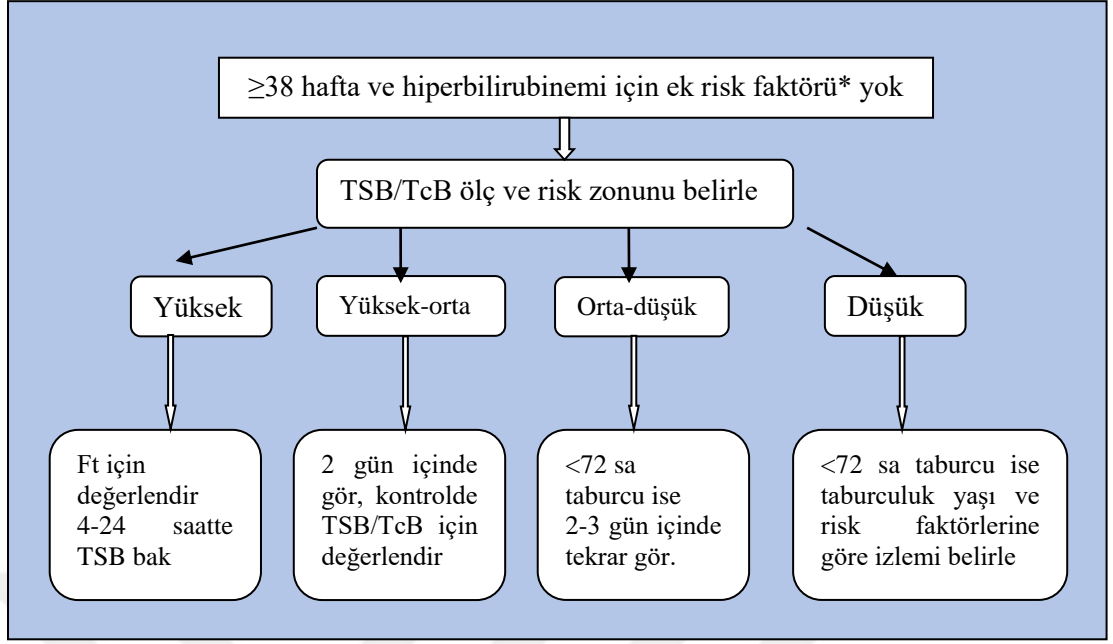 ≥38 hafta ve hiperbilirubinemi için ek risk faktörü* yok
TSB/TcB ölç ve risk zonunu belirle
Yüksek
Yüksek-orta
Orta-düşük
Düşük
Ft için
değerlendir
4-24 saatte
TSB bak
2 gün içinde
gör, kontrolde
TSB/TcB için
değerlendir
<72 sa
taburcu ise
2-3 gün içinde
tekrar gör.
<72 sa taburcu ise
taburculuk yaşı ve
risk faktörlerine
göre izlemi belirle